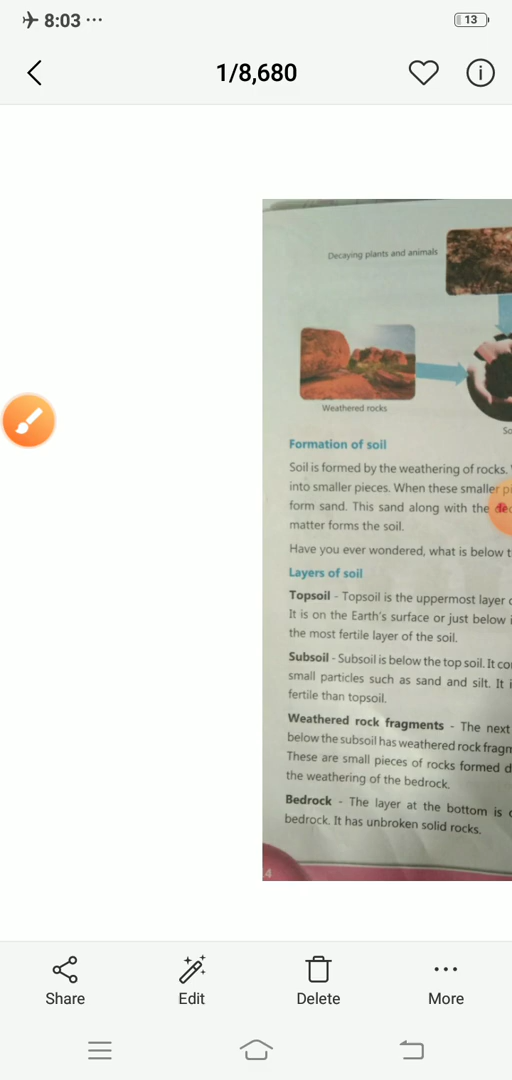 8:03 ...
13
1/8,680
Decaying plants and animals
Weathered rocks
So
Formation of soil
Soil is formed by the weathering of rocks.
into smaller pieces. When these smaller
form sand. This sand along with the
matter forms the soil.
Have you ever wondered, what is below
Layers of soil
Topsoil - Topsoil is the uppermost layer
It is on the Earth's surface or just below
the most fertile layer of the soil.
Subsoil - Subsoil is below the top soil. It
small particles such as sand and silt. It
fertile than topsoil.
Weathered rock fragments - The next
below the subsoil has weathered rock
These are small pieces of rocks formed
the weathering of the bedrock.
Bedrock - The layer at the bottom is
bedrock. It has unbroken solid rocks.
4
Share
Edit
Delete
More